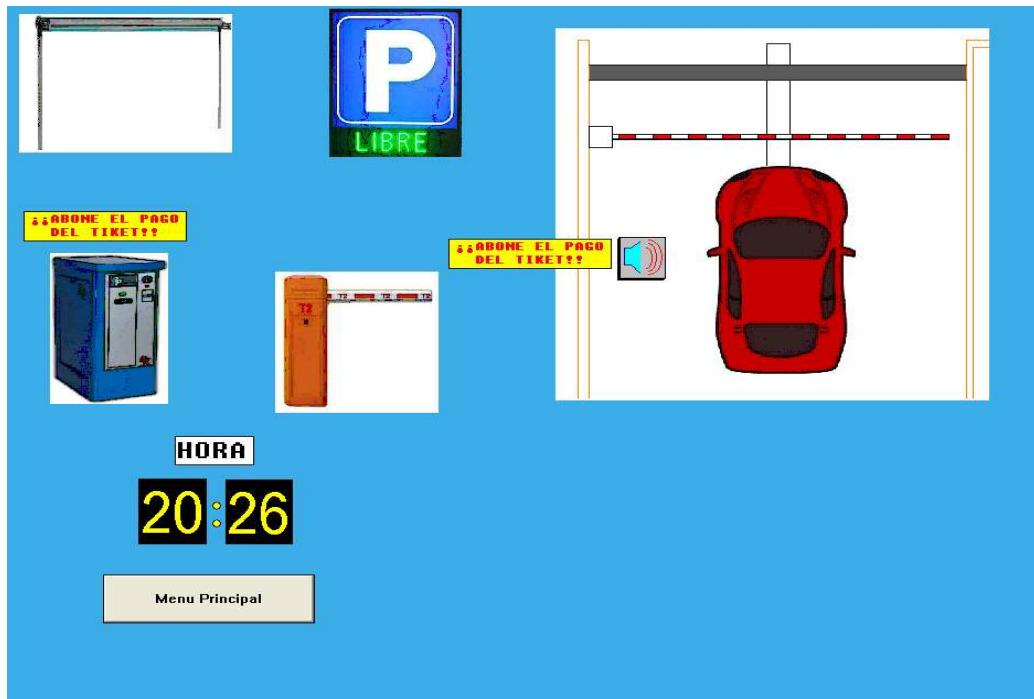 P
LIBRE
¡¡ABONE EL PAGO
DEL TIKET!!
¡¡ABONE EL PAGO
DEL TIKET!!
T2
T2
T2
HORA
20:26
Menu Principal